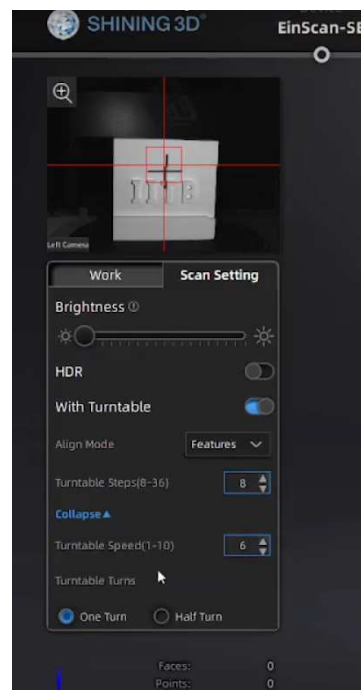 SHINING 3D®
EinScan-SE
Left Camera
Work
Scan Setting
Brightness
HDR
With Turntable
Align Mode
Features
Turntable Steps(8-36)
8
Collapse▲
Turntable Speed(1-10)
6
Turntable Turns
One Turn
Half Turn
Faces: 0
Points: 0